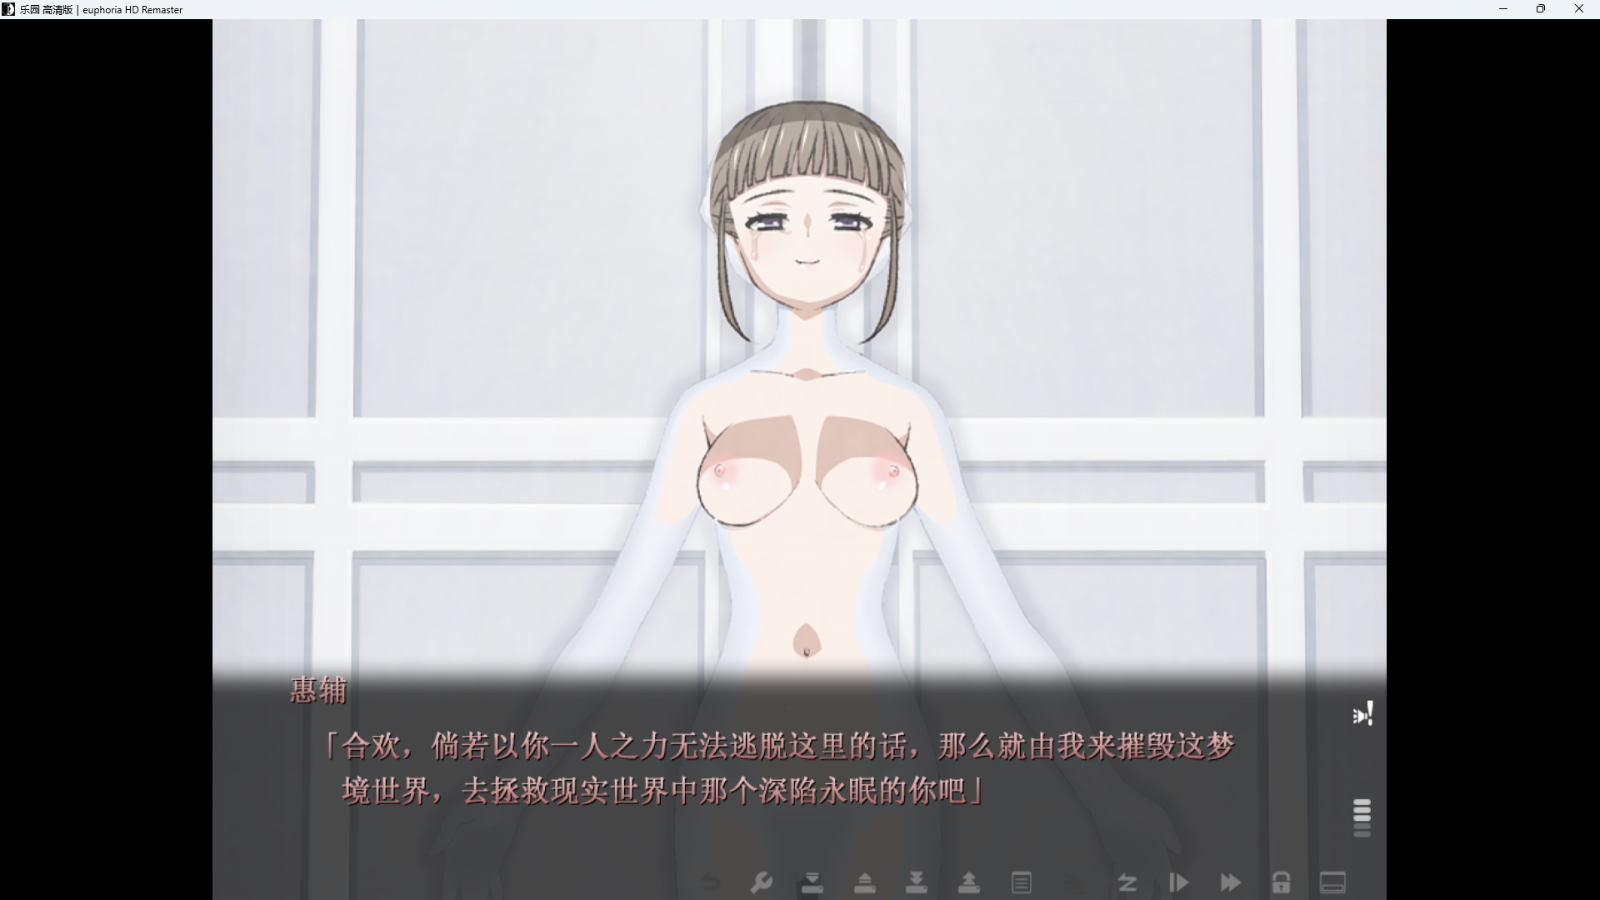 乐园 高清版 | euphoria HD Remaster
惠辅
「合欢，倘若以你一人之力无法逃脱这里的话，那么就由我来摧毁这梦
境世界，去拯救现实世界中那个深陷永眠的你吧」